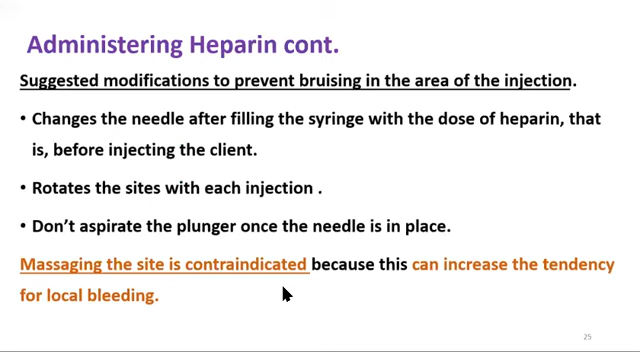 Administering Heparin cont.
Suggested modifications to prevent bruising in the area of the injection.
• Changes the needle after filling the syringe with the dose of heparin, that
is, before injecting the client.
• Rotates the sites with each injection .
• Don’t aspirate the plunger once the needle is in place.
Massaging the site is contraindicated because this can increase the tendency
for local bleeding.
25